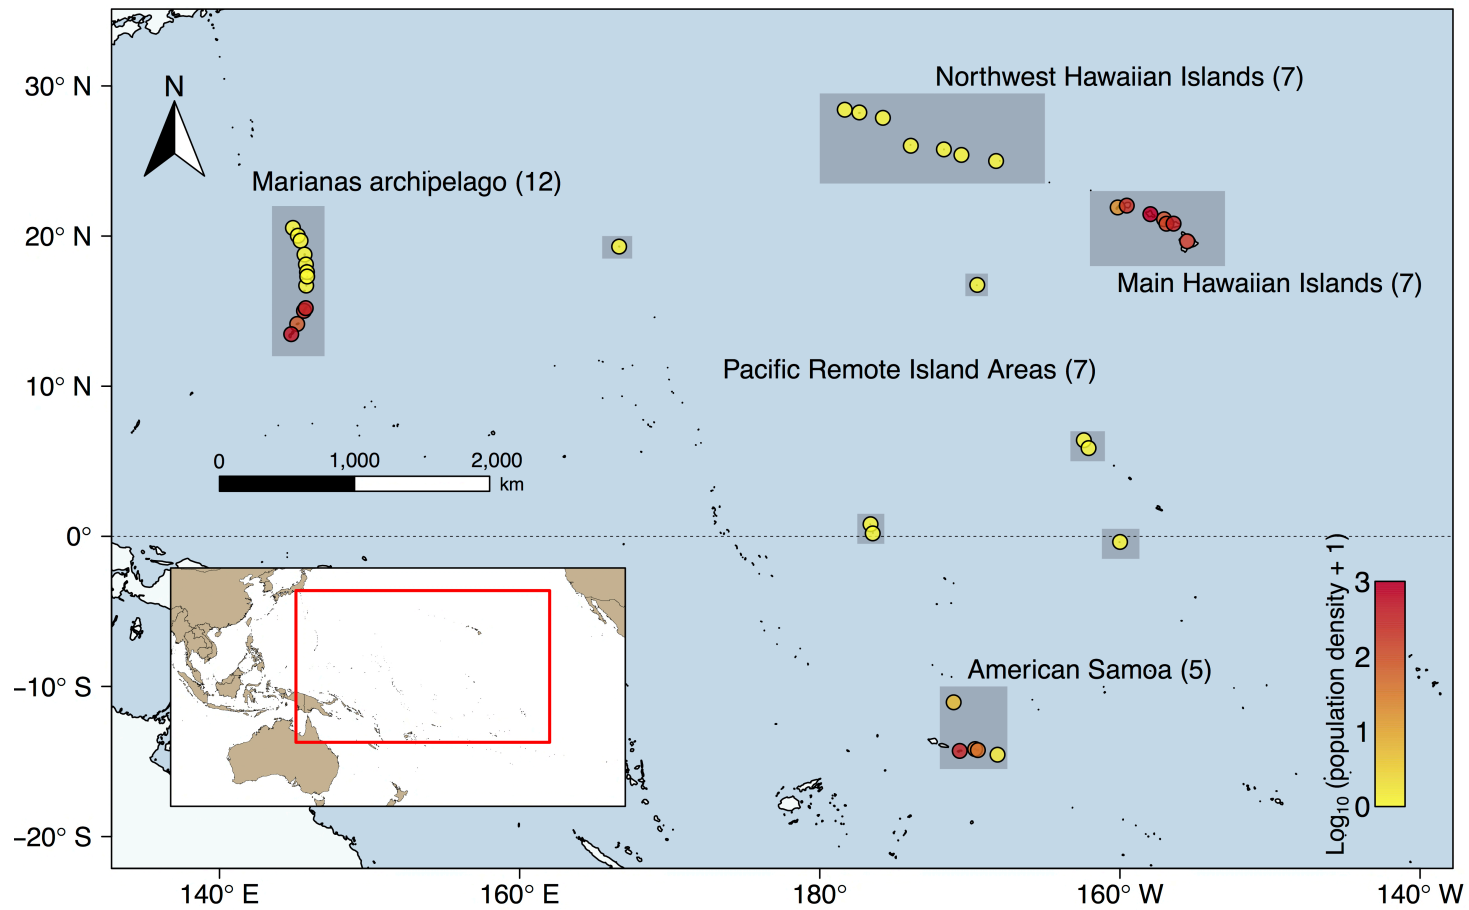 30° N
Northwest Hawaiian Islands (7)
N
Marianas archipelago (12)
20° N
Main Hawaiian Islands (7)
Pacific Remote Island Areas (7)
10° N
0 1,000 2,000
km
0°
American Samoa (5)
−10° S
−20° S
Log₁₀ (population density + 1)
3
2
1
0
140° E 160° E 180° 160° W 140° W